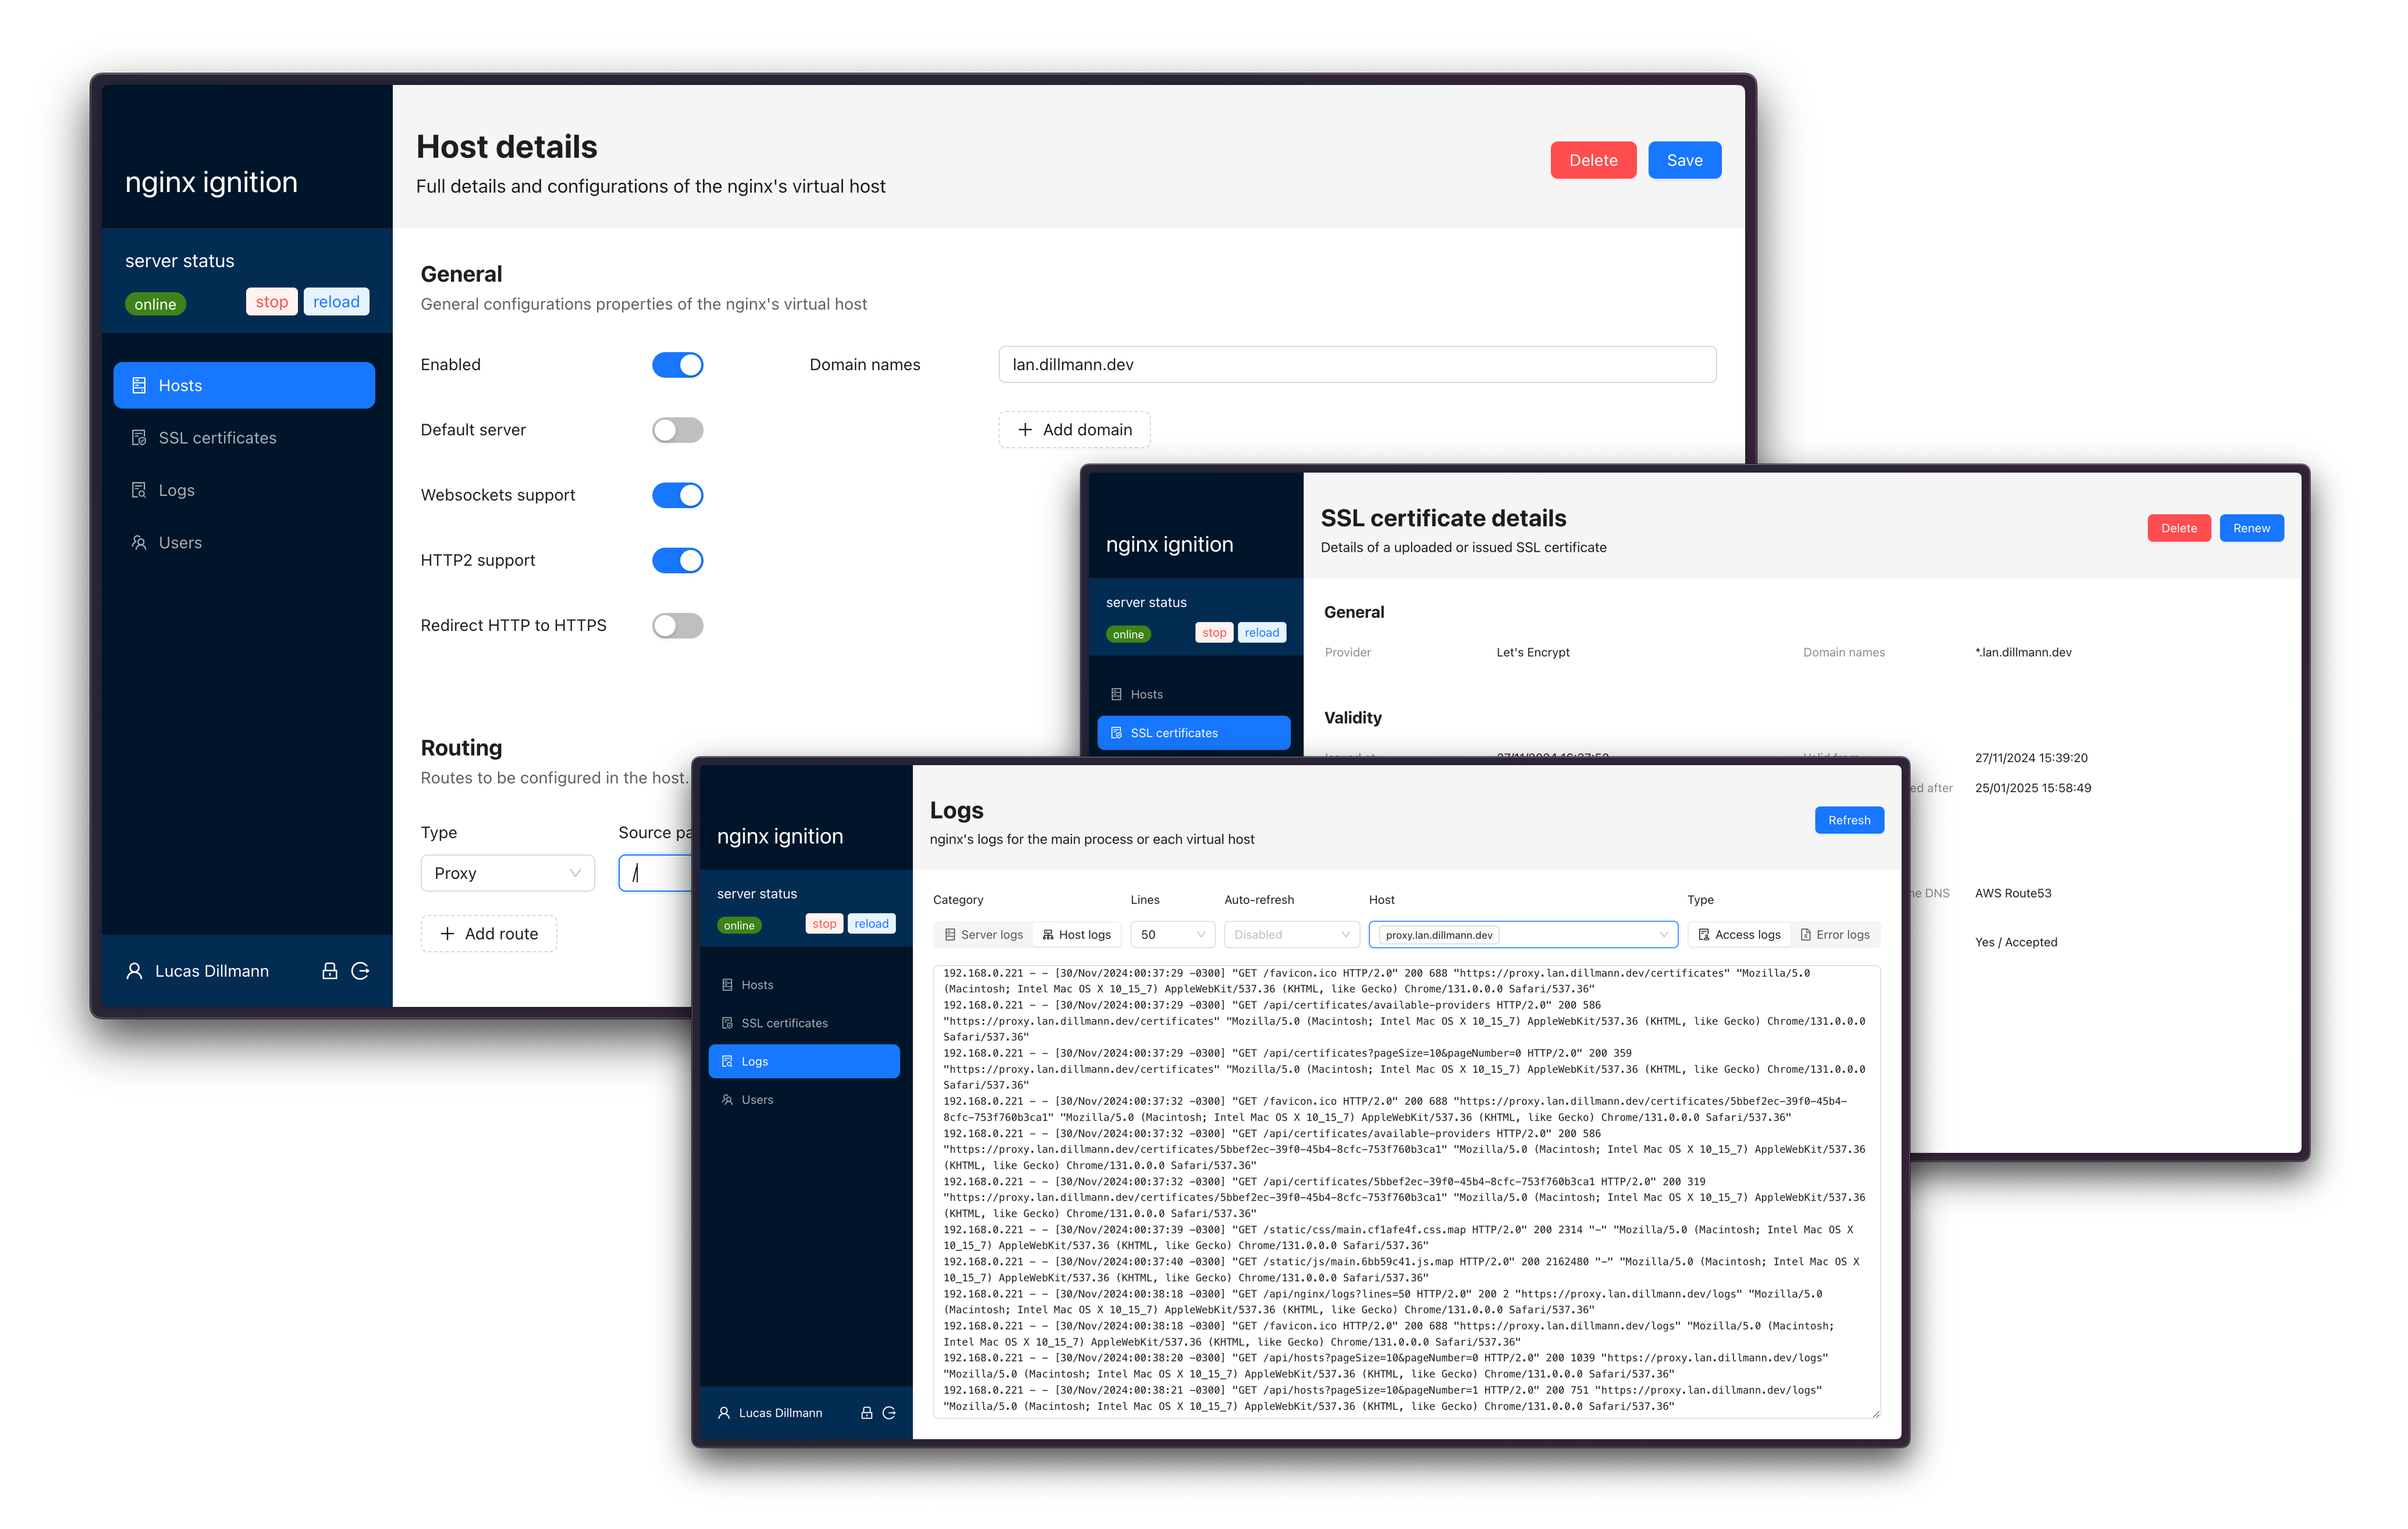 nginx ignition
server status
online stop reload
Hosts
SSL certificates
Logs
Users
Lucas Dillmann
Host details
Full details and configurations of the nginx's virtual host
Delete Save
General
General configurations properties of the nginx's virtual host
Enabled
Domain names lan.dillmann.dev
Default server
+ Add domain
Websockets support
HTTP2 support
Redirect HTTP to HTTPS
Routing
Routes to be configured in the host.
Type Source
Proxy /
+ Add route
nginx ignition
server status
online stop reload
Hosts
SSL certificates
SSL certificate details
Details of a uploaded or issued SSL certificate
Delete Renew
General
Provider Let's Encrypt Domain names *.lan.dillmann.dev
Validity
27/11/2024 15:39:20
after 25/01/2025 15:58:49
DNS AWS Route53
Yes / Accepted
nginx ignition
server status
online stop reload
Hosts
SSL certificates
Logs
Users
Lucas Dillmann
Logs
nginx's logs for the main process or each virtual host
Refresh
Category Lines Auto-refresh Host Type
Server logs Host logs 50 Disabled proxy.lan.dillmann.dev Access logs Error logs
192.168.0.221 - - [30/Nov/2024:00:37:29 -0300] "GET /favicon.ico HTTP/2.0" 200 688 "https://proxy.lan.dillmann.dev/certificates" "Mozilla/5.0
(Macintosh; Intel Mac OS X 10_15_7) AppleWebKit/537.36 (KHTML, like Gecko) Chrome/131.0.0.0 Safari/537.36"
192.168.0.221 - - [30/Nov/2024:00:37:29 -0300] "GET /api/certificates/available-providers HTTP/2.0" 200 586
"https://proxy.lan.dillmann.dev/certificates" "Mozilla/5.0 (Macintosh; Intel Mac OS X 10_15_7) AppleWebKit/537.36 (KHTML, like Gecko) Chrome/131.0.0.0
Safari/537.36"
192.168.0.221 - - [30/Nov/2024:00:37:29 -0300] "GET /api/certificates?pageSize=10&pageNumber=0 HTTP/2.0" 200 359
"https://proxy.lan.dillmann.dev/certificates" "Mozilla/5.0 (Macintosh; Intel Mac OS X 10_15_7) AppleWebKit/537.36 (KHTML, like Gecko) Chrome/131.0.0.0
Safari/537.36"
192.168.0.221 - - [30/Nov/2024:00:37:32 -0300] "GET /favicon.ico HTTP/2.0" 200 688 "https://proxy.lan.dillmann.dev/certificates/5bbef2ec-39f0-45b4-
8cfc-753f760b3ca1" "Mozilla/5.0 (Macintosh; Intel Mac OS X 10_15_7) AppleWebKit/537.36 (KHTML, like Gecko) Chrome/131.0.0.0 Safari/537.36"
192.168.0.221 - - [30/Nov/2024:00:37:32 -0300] "GET /api/certificates/available-providers HTTP/2.0" 200 586
"https://proxy.lan.dillmann.dev/certificates/5bbef2ec-39f0-45b4-8cfc-753f760b3ca1" "Mozilla/5.0 (Macintosh; Intel Mac OS X 10_15_7) AppleWebKit/537.36
(KHTML, like Gecko) Chrome/131.0.0.0 Safari/537.36"
192.168.0.221 - - [30/Nov/2024:00:37:32 -0300] "GET /api/certificates/5bbef2ec-39f0-45b4-8cfc-753f760b3ca1 HTTP/2.0" 200 319
"https://proxy.lan.dillmann.dev/certificates/5bbef2ec-39f0-45b4-8cfc-753f760b3ca1" "Mozilla/5.0 (Macintosh; Intel Mac OS X 10_15_7) AppleWebKit/537.36
(KHTML, like Gecko) Chrome/131.0.0.0 Safari/537.36"
192.168.0.221 - - [30/Nov/2024:00:37:39 -0300] "GET /static/css/main.cf1afe4f.css.map HTTP/2.0" 200 2314 "-" "Mozilla/5.0 (Macintosh; Intel Mac OS X
10_15_7) AppleWebKit/537.36 (KHTML, like Gecko) Chrome/131.0.0.0 Safari/537.36"
192.168.0.221 - - [30/Nov/2024:00:37:40 -0300] "GET /static/js/main.6bb59c41.js.map HTTP/2.0" 200 2162480 "-" "Mozilla/5.0 (Macintosh; Intel Mac OS X
10_15_7) AppleWebKit/537.36 (KHTML, like Gecko) Chrome/131.0.0.0 Safari/537.36"
192.168.0.221 - - [30/Nov/2024:00:38:18 -0300] "GET /api/nginx/logs?lines=50 HTTP/2.0" 200 2 "https://proxy.lan.dillmann.dev/logs" "Mozilla/5.0
(Macintosh; Intel Mac OS X 10_15_7) AppleWebKit/537.36 (KHTML, like Gecko) Chrome/131.0.0.0 Safari/537.36"
192.168.0.221 - - [30/Nov/2024:00:38:18 -0300] "GET /favicon.ico HTTP/2.0" 200 688 "https://proxy.lan.dillmann.dev/logs" "Mozilla/5.0 (Macintosh;
Intel Mac OS X 10_15_7) AppleWebKit/537.36 (KHTML, like Gecko) Chrome/131.0.0.0 Safari/537.36"
192.168.0.221 - - [30/Nov/2024:00:38:20 -0300] "GET /api/hosts?pageSize=10&pageNumber=0 HTTP/2.0" 200 1039 "https://proxy.lan.dillmann.dev/logs"
"Mozilla/5.0 (Macintosh; Intel Mac OS X 10_15_7) AppleWebKit/537.36 (KHTML, like Gecko) Chrome/131.0.0.0 Safari/537.36"
192.168.0.221 - - [30/Nov/2024:00:38:21 -0300] "GET /api/hosts?pageSize=10&pageNumber=1 HTTP/2.0" 200 751 "https://proxy.lan.dillmann.dev/logs"
"Mozilla/5.0 (Macintosh; Intel Mac OS X 10_15_7) AppleWebKit/537.36 (KHTML, like Gecko) Chrome/131.0.0.0 Safari/537.36"